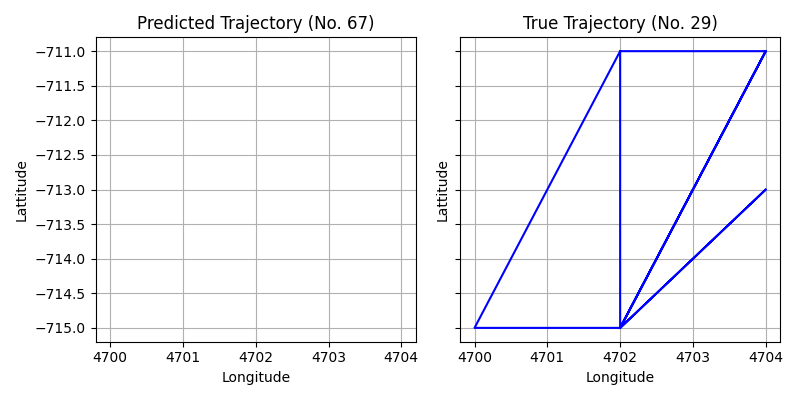 Predicted Trajectory (No. 67)
True Trajectory (No. 29)
−711.0
−711.5
−712.0
−712.5
−713.0
−713.5
−714.0
−714.5
−715.0
Lattitude
4700 4701 4702 4703 4704
Longitude
Lattitude
4700 4701 4702 4703 4704
Longitude